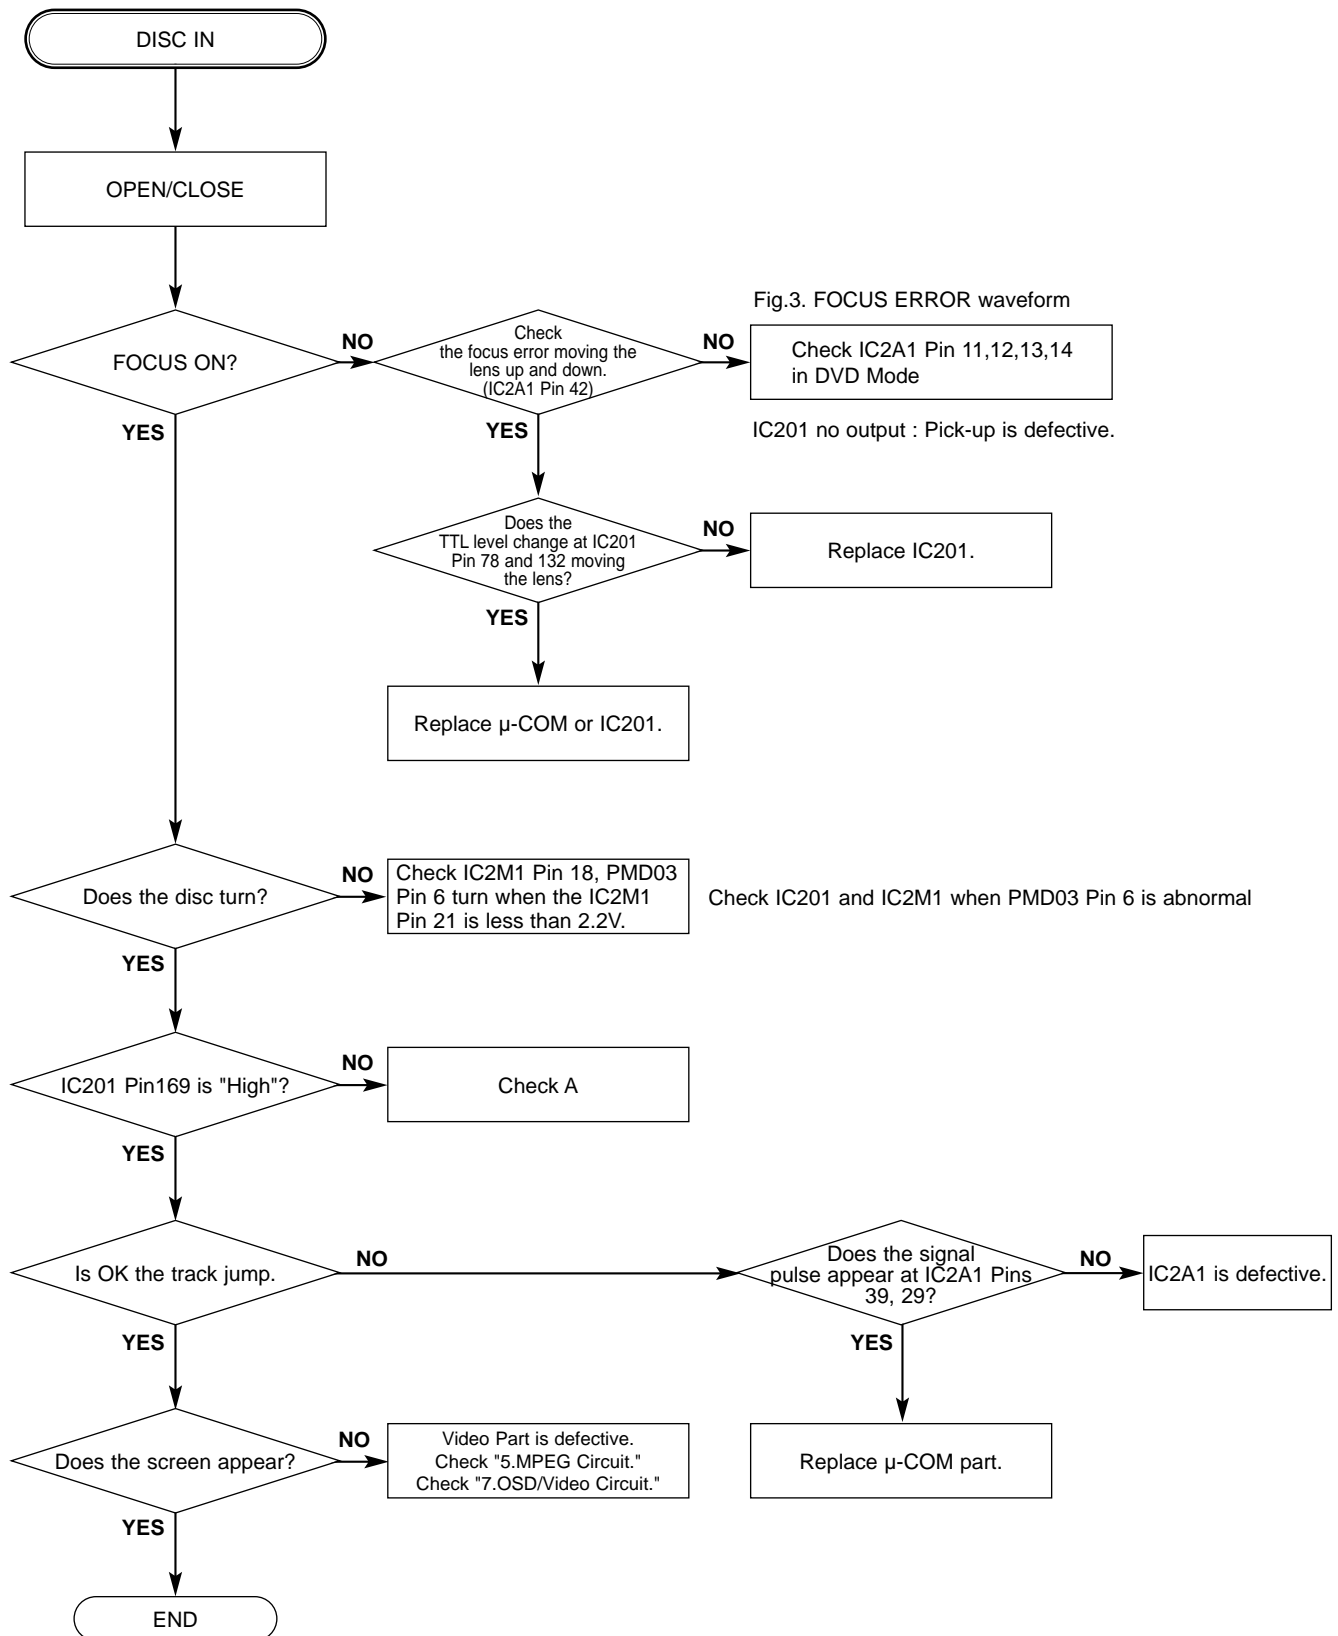 DISC IN
OPEN/CLOSE
Fig.3. FOCUS ERROR waveform
FOCUS ON?
NO
Check
the focus error moving the
lens up and down.
(IC2A1 Pin 42)
NO
Check IC2A1 Pin 11,12,13,14
in DVD Mode
YES
YES
IC201 no output : Pick-up is defective.
Does the
TTL level change at IC201
Pin 78 and 132 moving
the lens?
NO
Replace IC201.
YES
Replace µ-COM or IC201.
Does the disc turn?
NO
Check IC2M1 Pin 18, PMD03
Pin 6 turn when the IC2M1
Pin 21 is less than 2.2V.
Check IC201 and IC2M1 when PMD03 Pin 6 is abnormal
YES
IC201 Pin169 is "High"?
NO
Check A
YES
Is OK the track jump.
NO
Does the signal
pulse appear at IC2A1 Pins
39, 29?
NO
IC2A1 is defective.
YES
YES
Does the screen appear?
NO
Video Part is defective.
Check "5.MPEG Circuit."
Check "7.OSD/Video Circuit."
Replace µ-COM part.
YES
END